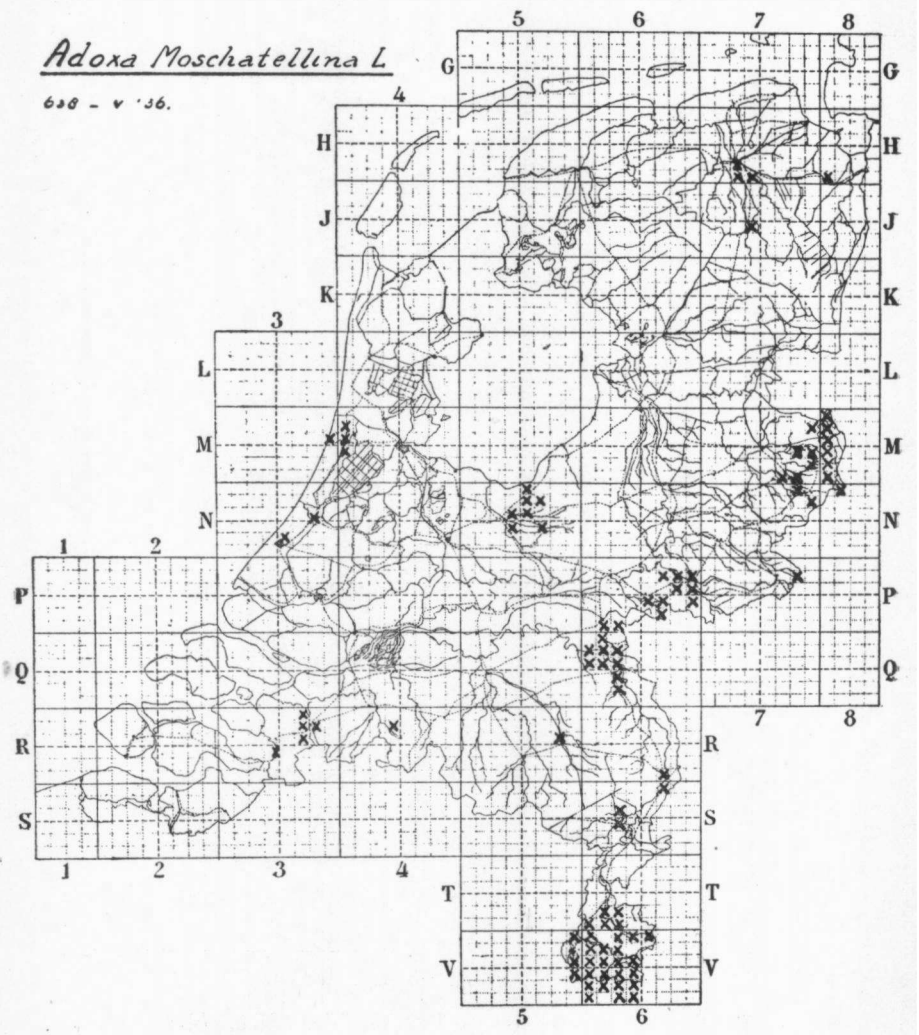 Adoxa Moschatellina L
638 - v '36.
5 6 7 8
G G
4
H H
J J
K K
3
L L
M M
N N
1 2
P P
Q Q
7 8
R R
S S
1 2 3 4
T T
V V
5 6